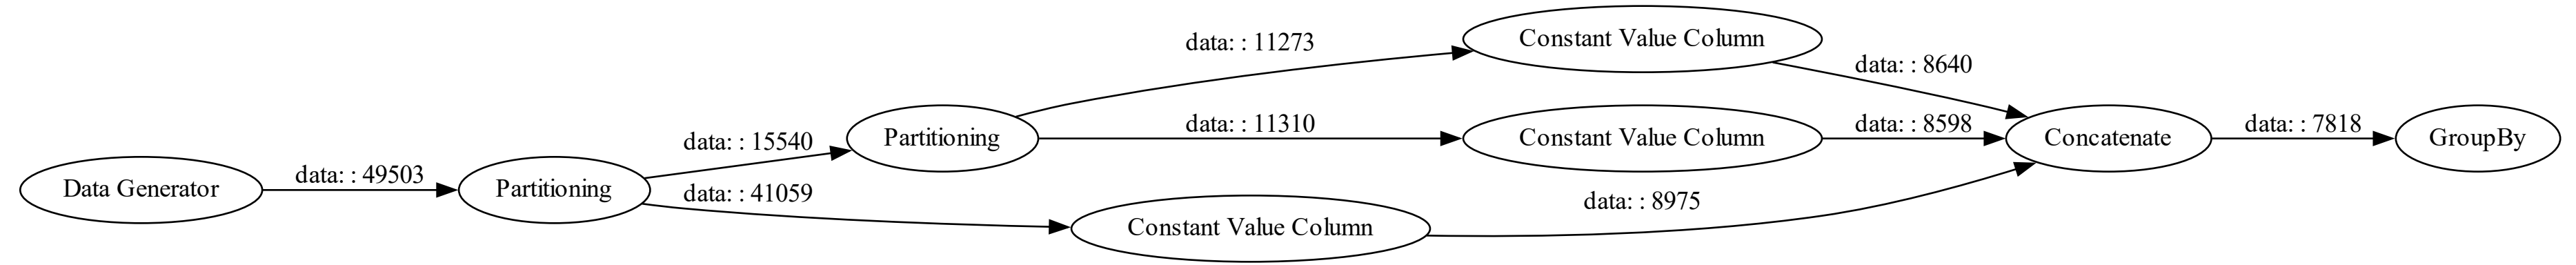 Data Generator
data: : 49503
Partitioning
data: : 15540
data: : 41059
Partitioning
data: : 11273
data: : 11310
Constant Value Column
Constant Value Column
Constant Value Column
data: : 8640
data: : 8598
data: : 8975
Concatenate
data: : 7818
GroupBy